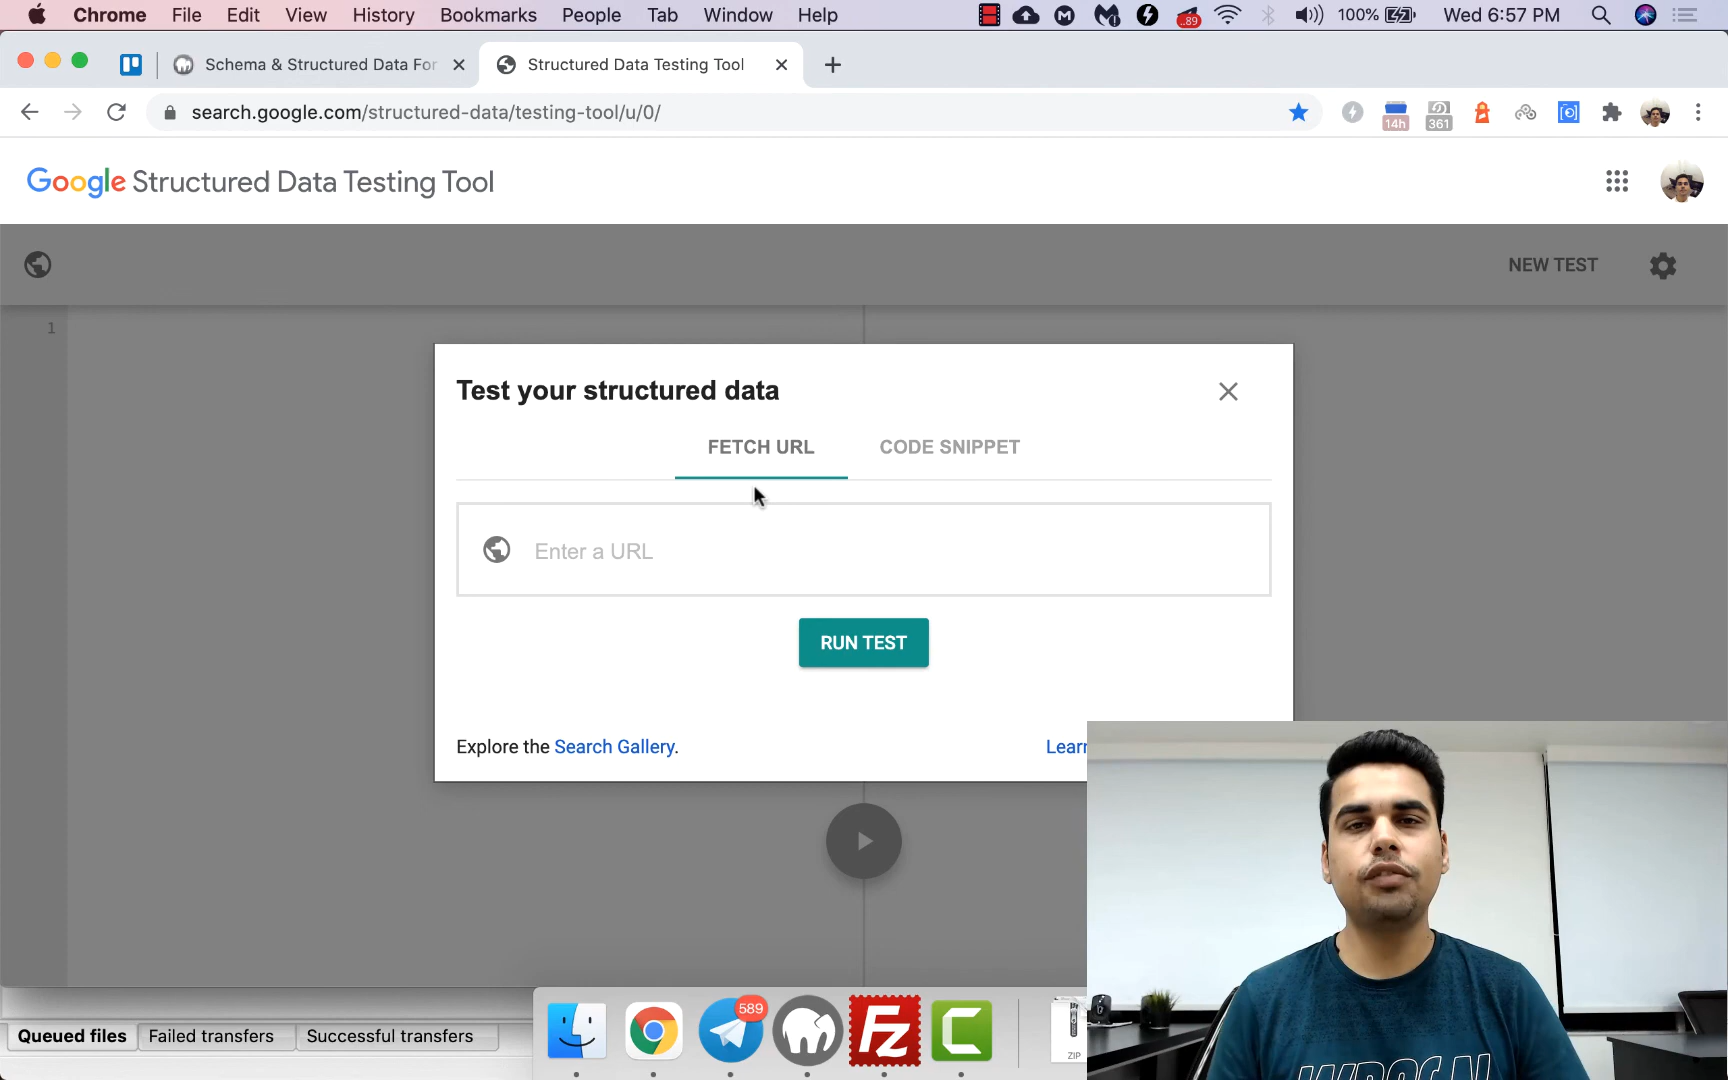 Chrome File Edit View History Bookmarks People Tab Window Help ..89 100% Wed 6:57 PM
Schema & Structured Data For Structured Data Testing Tool
search.google.com/structured-data/testing-tool/u/0/ 14h 361
Google Structured Data Testing Tool
NEW TEST
1
Test your structured data
FETCH URL CODE SNIPPET
Enter a URL
RUN TEST
Explore the Search Gallery. Learn
589
Fz
C
ZIP
Queued files Failed transfers Successful transfers